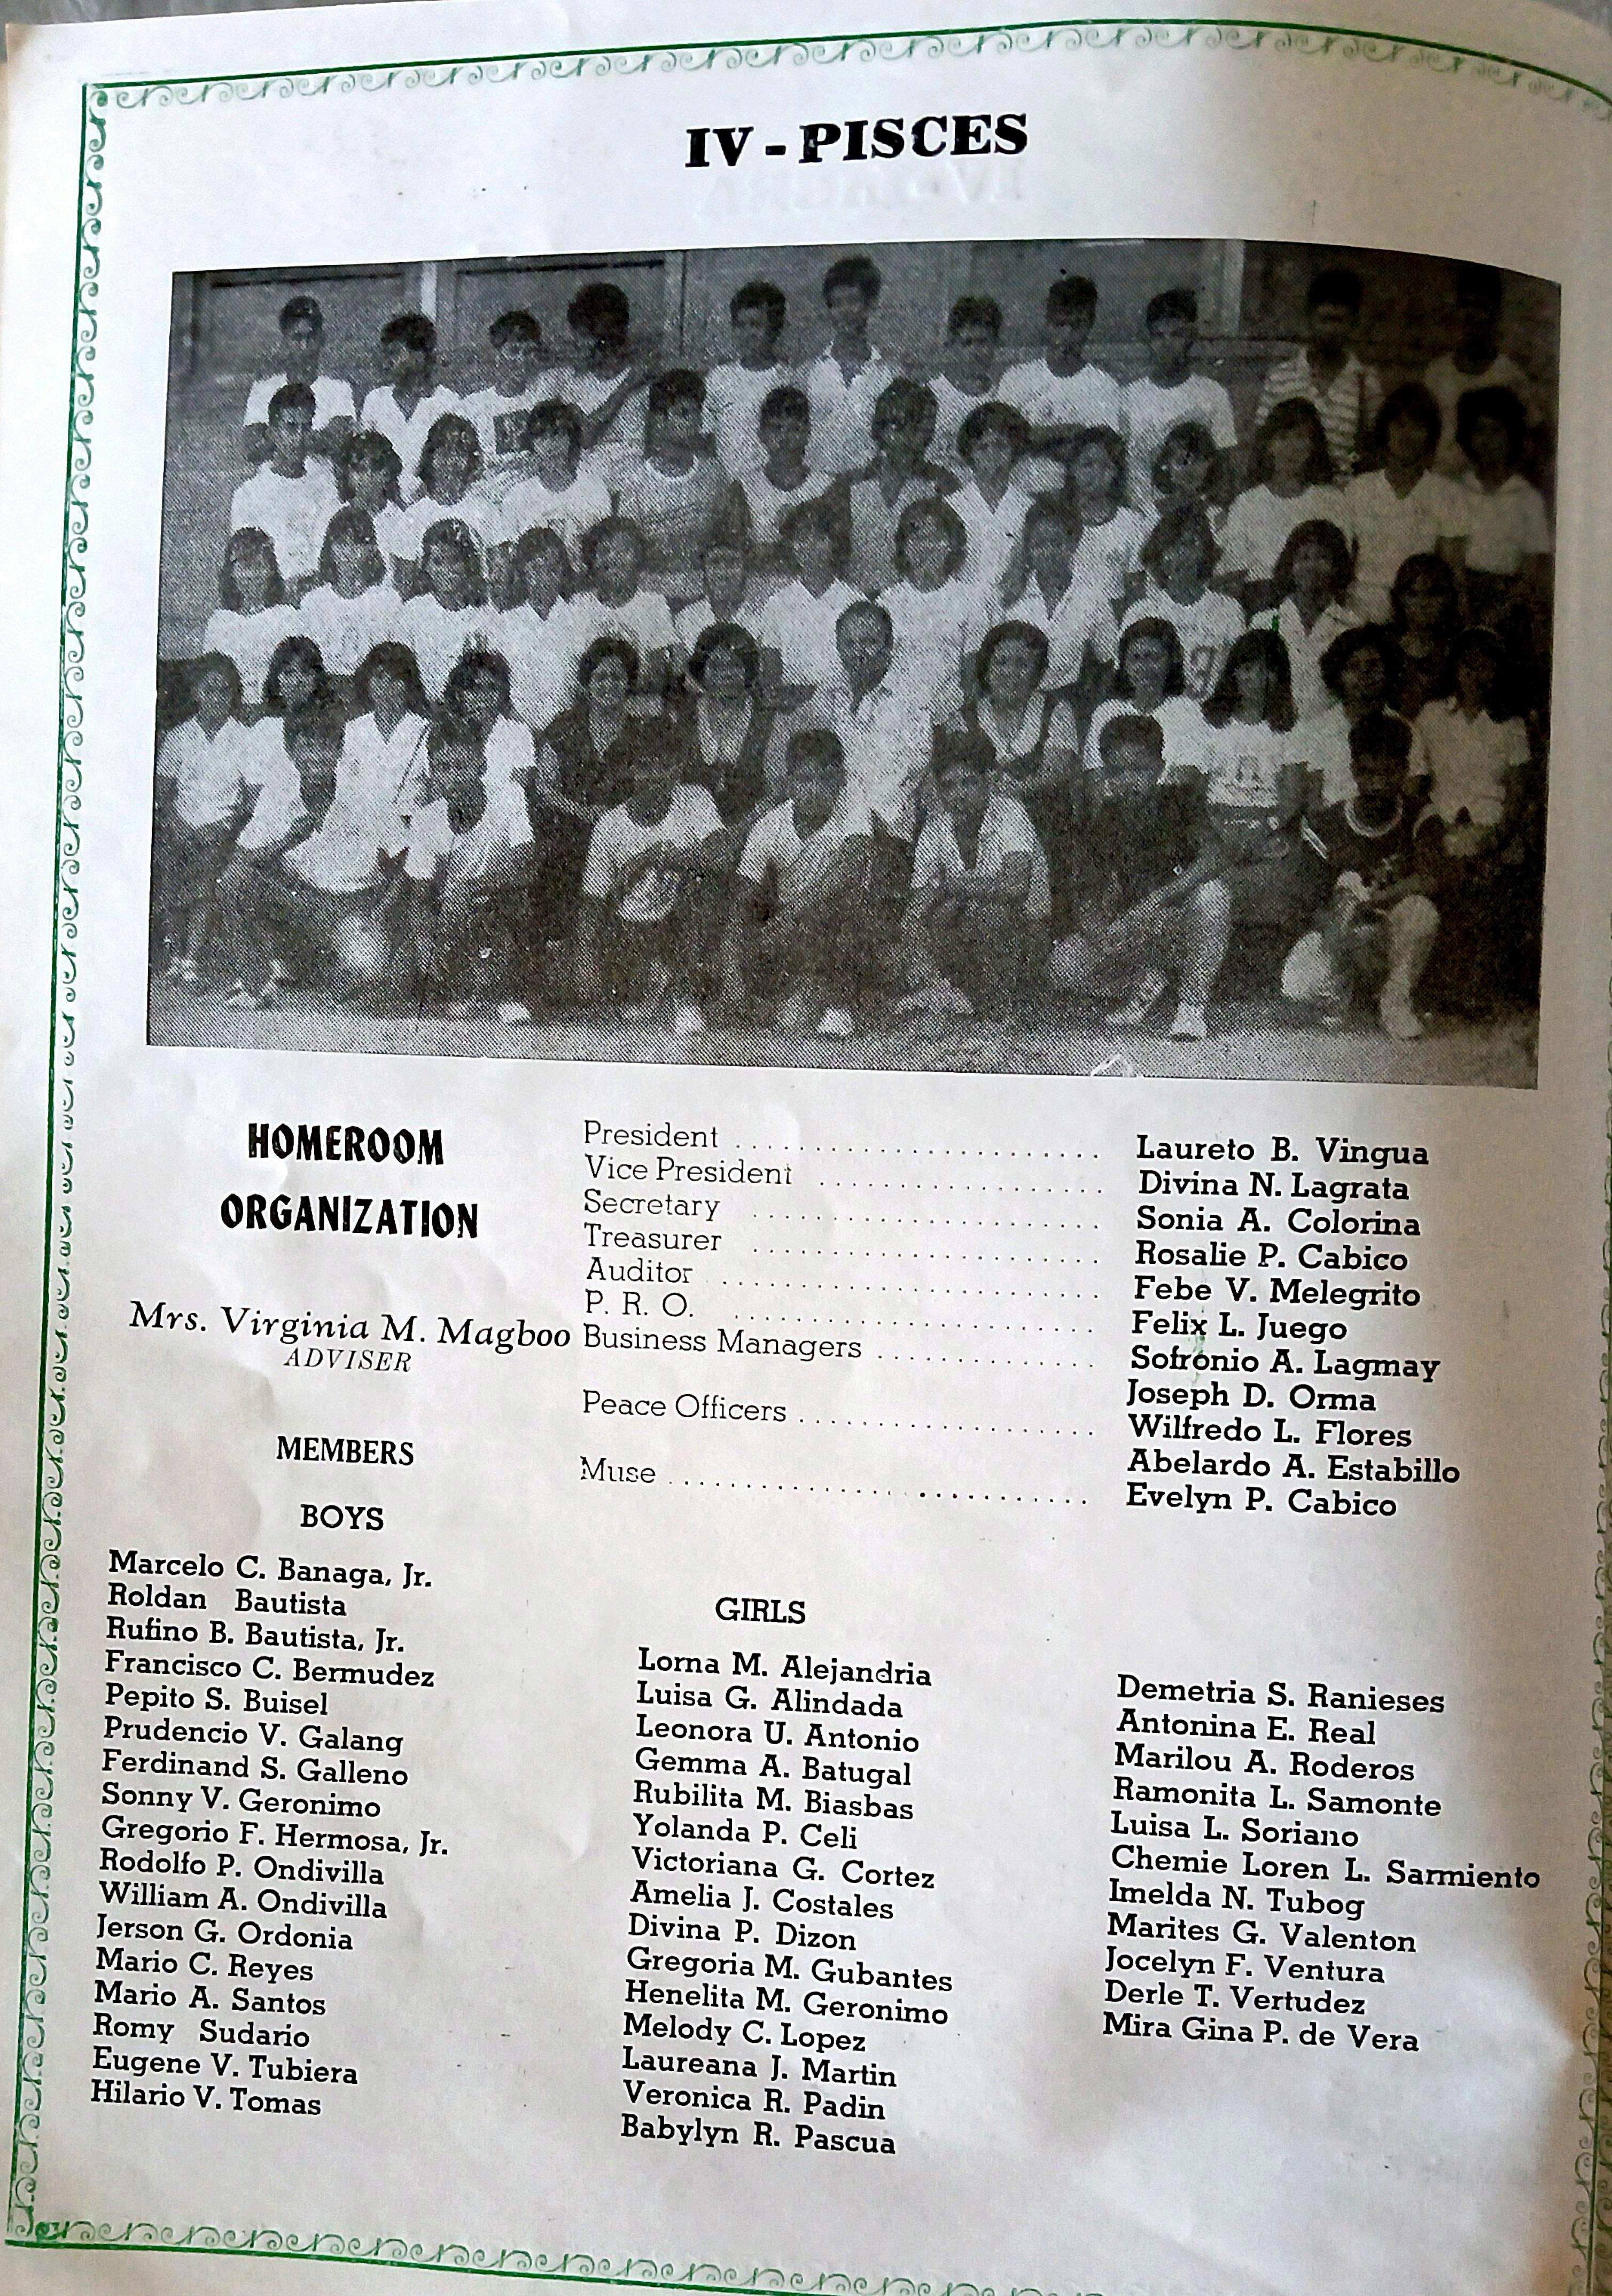 IV - PISCES
HOMEROOM
ORGANIZATION
Mrs. Virginia M. Magboo
ADVISER
President ........................ Laureto B. Vingua
Vice President ................... Divina N. Lagrata
Secretary ........................ Sonia A. Colorina
Treasurer ........................ Rosalie P. Cabico
Auditor .......................... Febe V. Melegrito
P. R. O. ......................... Felix L. Juego
Business Managers ............... Sofronio A. Lagmay
Joseph D. Orma
Peace Officers ................... Wilfredo L. Flores
Abelardo A. Estabillo
Muse ............................. Evelyn P. Cabico
MEMBERS
BOYS
Marcelo C. Banaga, Jr.
Roldan Bautista
Rufino B. Bautista, Jr.
Francisco C. Bermudez
Pepito S. Buisel
Prudencio V. Galang
Ferdinand S. Galleno
Sonny V. Geronimo
Gregorio F. Hermosa, Jr.
Rodolfo P. Ondivilla
William A. Ondivilla
Jerson G. Ordonia
Mario C. Reyes
Mario A. Santos
Romy Sudario
Eugene V. Tubiera
Hilario V. Tomas
GIRLS
Lorna M. Alejandria
Luisa G. Alindada
Leonora U. Antonio
Gemma A. Batugal
Rubilita M. Biasbas
Yolanda P. Celi
Victoriana G. Cortez
Amelia J. Costales
Divina P. Dizon
Gregoria M. Gubantes
Henelita M. Geronimo
Melody C. Lopez
Laureana J. Martin
Veronica R. Padin
Babylyn R. Pascua
Demetria S. Ranieses
Antonina E. Real
Marilou A. Roderos
Ramonita L. Samonte
Luisa L. Soriano
Chemie Loren L. Sarmiento
Imelda N. Tubog
Marites G. Valenton
Jocelyn F. Ventura
Derle T. Vertudez
Mira Gina P. de Vera